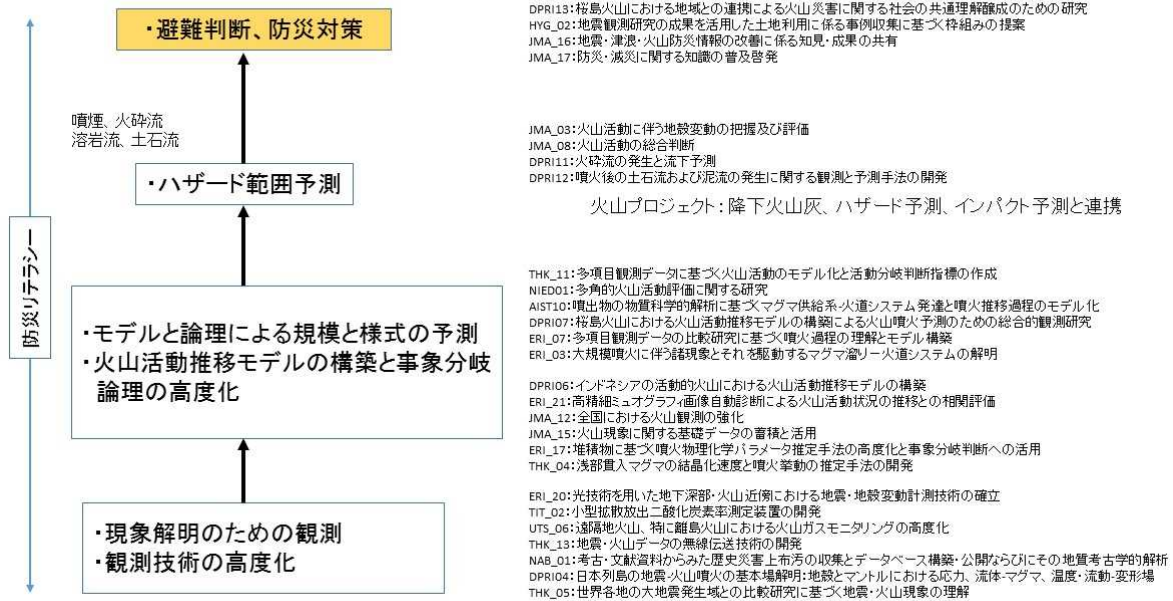 ・避難判断、防災対策
噴煙、火砕流
溶岩流、土石流
・ハザード範囲予測
防災リテラシー
・モデルと論理による規模と様式の予測
・火山活動推移モデルの構築と事象分岐
論理の高度化
・現象解明のための観測
・観測技術の高度化
DPRI13:桜島火山における地域との連携による火山災害に関する社会の共通理解醸成のための研究
HYG_02:地震観測研究の成果を活用した土地利用に係る事例収集に基づく枠組みの提案
JMA_16:地震・津浪・火山防災情報の改善に係る知見・成果の共有
JMA_17:防災・減災に関する知識の普及啓発
JMA_03:火山活動に伴う地殻変動の把握及び評価
JMA_08:火山活動の総合判断
DPRI11:火砕流の発生と流下予測
DPRI12:噴火後の土石流および泥流の発生に関する観測と予測手法の開発
火山プロジェクト:降下火山灰、ハザード予測、インパクト予測と連携
THK_11:多項目観測データに基づく火山活動のモデル化と活動分岐判断指標の作成
NIED01:多角的火山活動評価に関する研究
AIST10:噴出物の物質科学的解析に基づくマグマ供給系-火道システム発達と噴火推移過程のモデル化
DPRI07:桜島火山における火山活動推移モデルの構築による火山噴火予測のための総合的観測研究
ERI_07:多項目観測データの比較研究に基づく噴火過程の理解とモデル構築
ERI_03:大規模噴火に伴う諸現象とそれを駆動するマグマ溜りー火道システムの解明
DPRI06:インドネシアの活動的火山における火山活動推移モデルの構築
ERI_21:高精細ミュオグラフィ画像自動診断による火山活動状況の推移との相関評価
JMA_12:全国における火山観測の強化
JMA_15:火山現象に関する基礎データの蓄積と活用
ERI_17:堆積物に基づく噴火物理化学パラメータ推定手法の高度化と事象分岐判断への活用
THK_04:浅部貫入マグマの結晶化速度と噴火挙動の推定手法の開発
ERI_20:光技術を用いた地下深部・火山近傍における地震・地殻変動計測技術の確立
TIT_02:小型拡散放出二酸化炭素率測定装置の開発
UTS_06:遠隔地火山、特に離島火山における火山ガスモニタリングの高度化
THK_13:地震・火山データの無線伝送技術の開発
NAB_01:考古・文献資料からみた歴史災害上布汚の収集とデータベース構築・公開ならびにその地質考古学的解析
DPRI04:日本列島の地震-火山噴火の基本場解明:地殻とマントルにおける応力、流体-マグマ、温度・流動-変形場
THK_05:世界各地の大地震発生域との比較研究に基づく地震・火山現象の理解